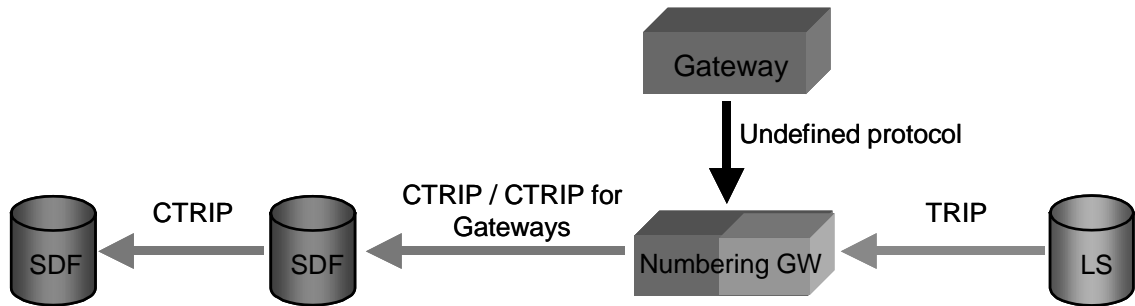 Gateway
Undefined protocol
CTRIP / CTRIP for
Gateways
CTRIP
TRIP
SDF
SDF
Numbering GW
LS